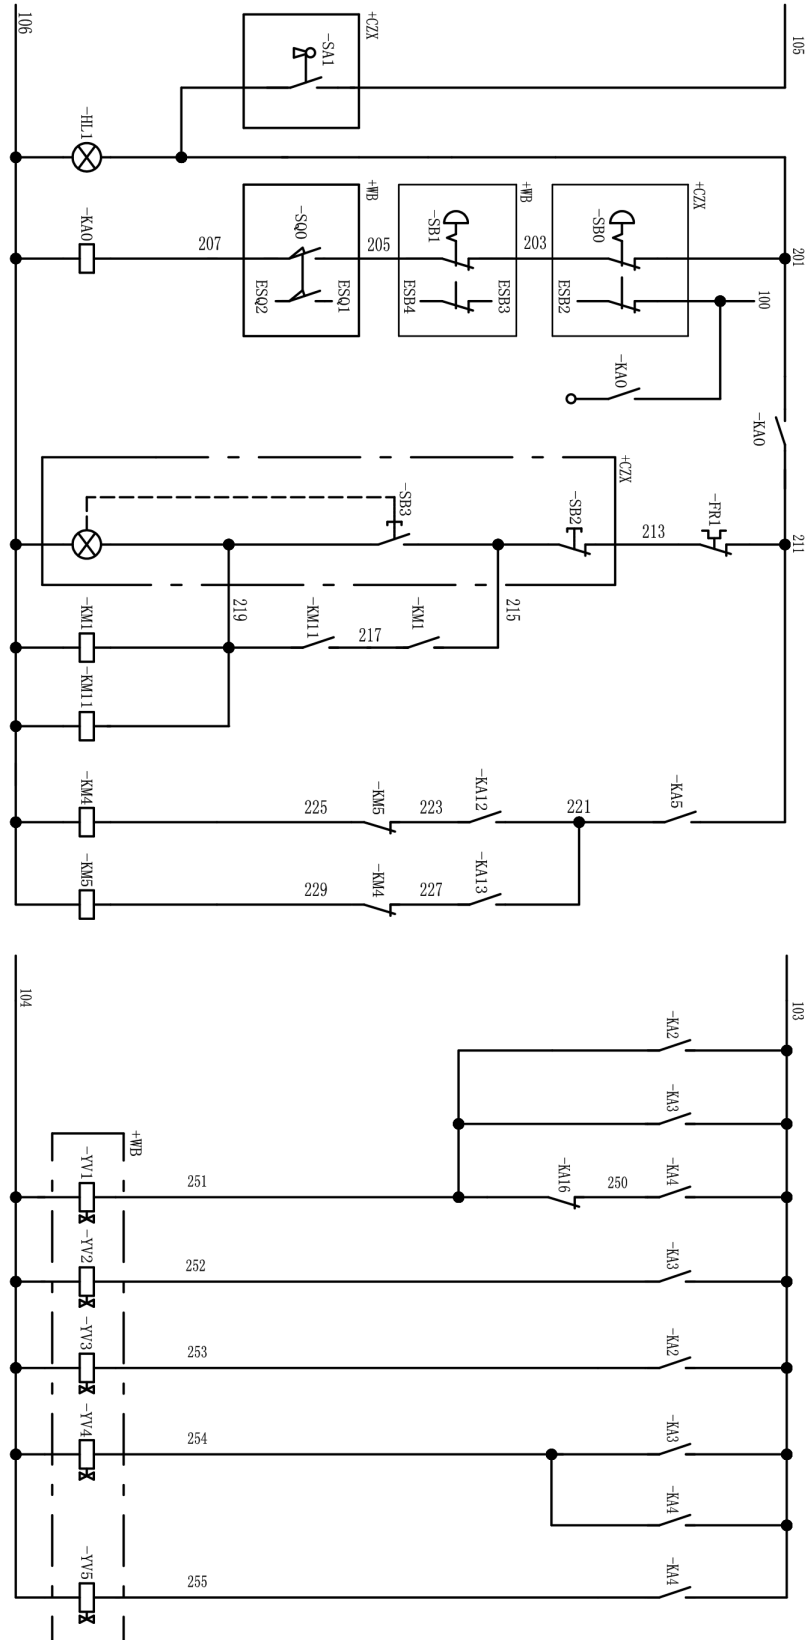 106
105
+CZX
-SA1
-HL1
+WB
+WB
+CZX
-KA0
207
-SQ0
205
-SB1
203
-SB0
201
ESQ2
ESQ1
ESB4
ESB3
ESB2
100
-KA0
-KA0
+CZX
-SB3
-SB2
213
-FR1
211
-KM1
219
-KM11
217
-KM1
215
-KM11
-KM4
225
-KM5
223
-KA12
221
-KA5
-KM5
229
-KM4
227
-KA13
104
103
-KA2
-KA3
+WB
-YV1
251
-KA16
250
-KA4
-YV2
252
-KA3
-YV3
253
-KA2
-YV4
254
-KA3
-KA4
-YV5
255
-KA4